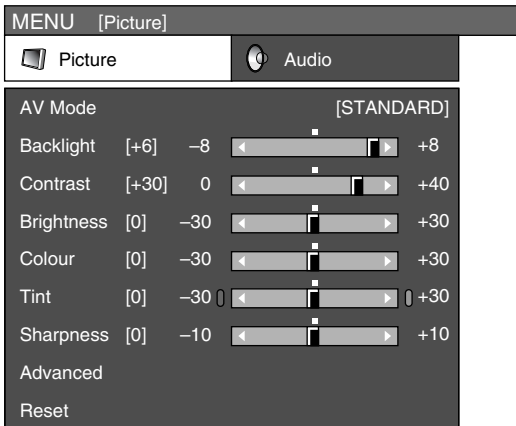 MENU [Picture]
Picture Audio
AV Mode [STANDARD]
Backlight [+6] –8 +8
Contrast [+30] 0 +40
Brightness [0] –30 +30
Colour [0] –30 +30
Tint [0] –30 +30
Sharpness [0] –10 +10
Advanced
Reset